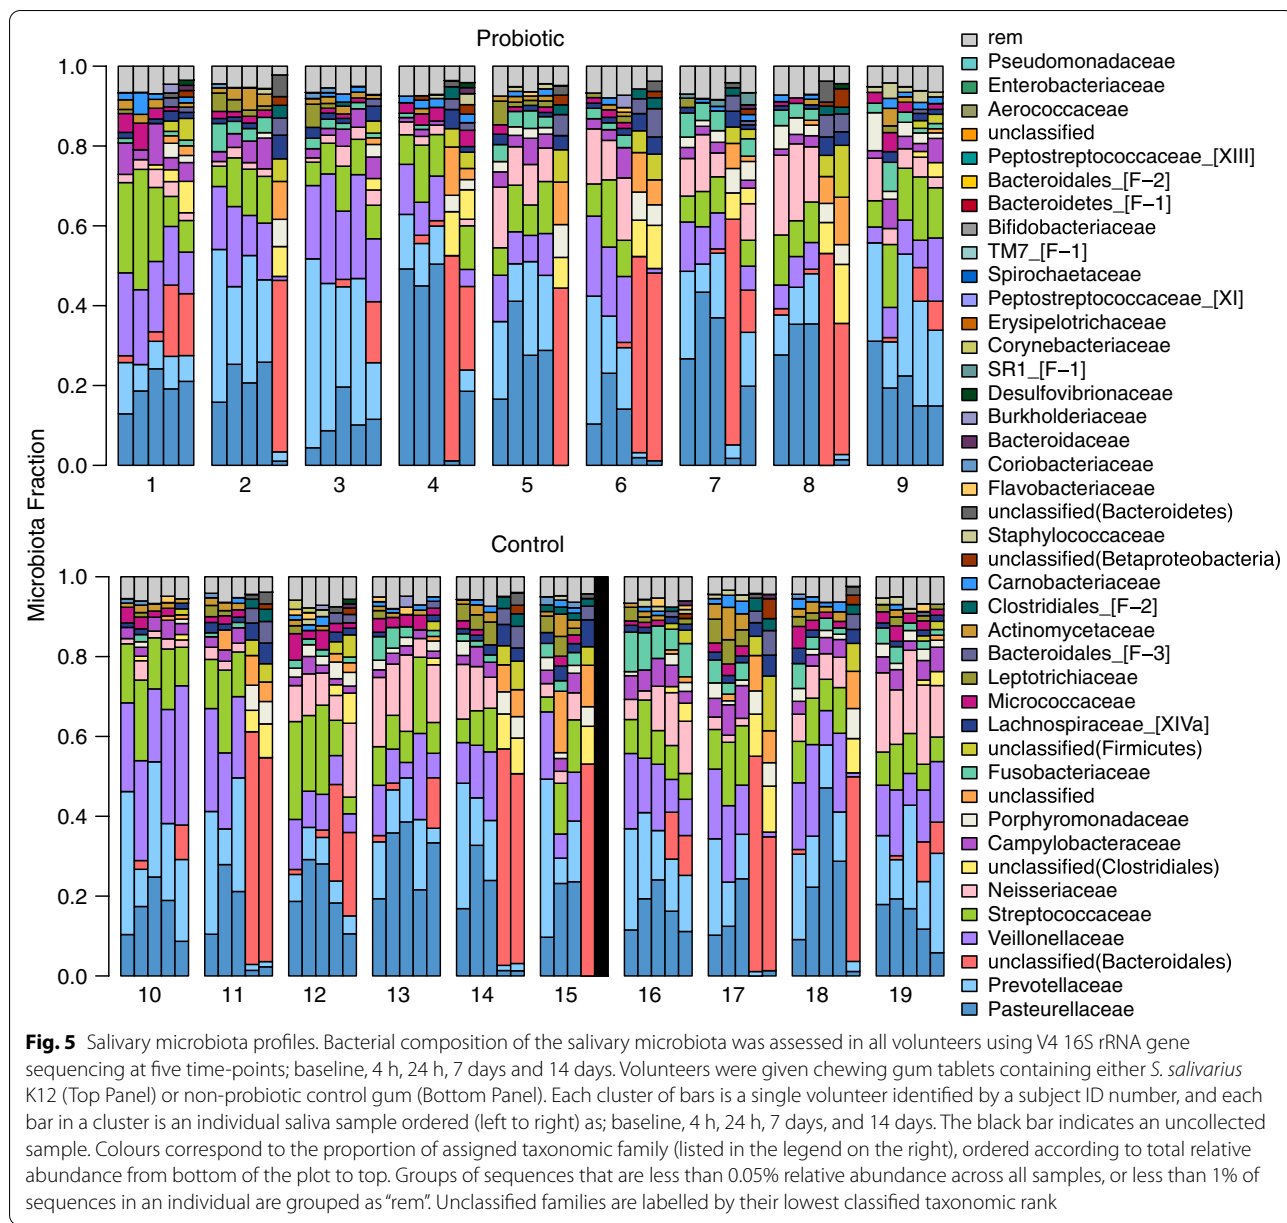 Probiotic
1.0
0.8
0.6
0.4
0.2
0.0
1 2 3 4 5 6 7 8 9
Microbiota Fraction
Control
1.0
0.8
0.6
0.4
0.2
0.0
10 11 12 13 14 15 16 17 18 19
rem
Pseudomonadaceae
Enterobacteriaceae
Aerococcaceae
unclassified
Peptostreptococcaceae_[XIII]
Bacteroidales_[F−2]
Bacteroidetes_[F−1]
Bifidobacteriaceae
TM7_[F−1]
Spirochaetaceae
Peptostreptococcaceae_[XI]
Erysipelotrichaceae
Corynebacteriaceae
SR1_[F−1]
Desulfovibrionaceae
Burkholderiaceae
Bacteroidaceae
Coriobacteriaceae
Flavobacteriaceae
unclassified(Bacteroidetes)
Staphylococcaceae
unclassified(Betaproteobacteria)
Carnobacteriaceae
Clostridiales_[F−2]
Actinomycetaceae
Bacteroidales_[F−3]
Leptotrichiaceae
Micrococcaceae
Lachnospiraceae_[XIVa]
unclassified(Firmicutes)
Fusobacteriaceae
unclassified
Porphyromonadaceae
Campylobacteraceae
unclassified(Clostridiales)
Neisseriaceae
Streptococcaceae
Veillonellaceae
unclassified(Bacteroidales)
Prevotellaceae
Pasteurellaceae
Fig. 5 Salivary microbiota profiles. Bacterial composition of the salivary microbiota was assessed in all volunteers using V4 16S rRNA gene
sequencing at five time-points; baseline, 4 h, 24 h, 7 days and 14 days. Volunteers were given chewing gum tablets containing either S. salivarius
K12 (Top Panel) or non-probiotic control gum (Bottom Panel). Each cluster of bars is a single volunteer identified by a subject ID number, and each
bar in a cluster is an individual saliva sample ordered (left to right) as; baseline, 4 h, 24 h, 7 days, and 14 days. The black bar indicates an uncollected
sample. Colours correspond to the proportion of assigned taxonomic family (listed in the legend on the right), ordered according to total relative
abundance from bottom of the plot to top. Groups of sequences that are less than 0.05% relative abundance across all samples, or less than 1% of
sequences in an individual are grouped as “rem”. Unclassified families are labelled by their lowest classified taxonomic rank